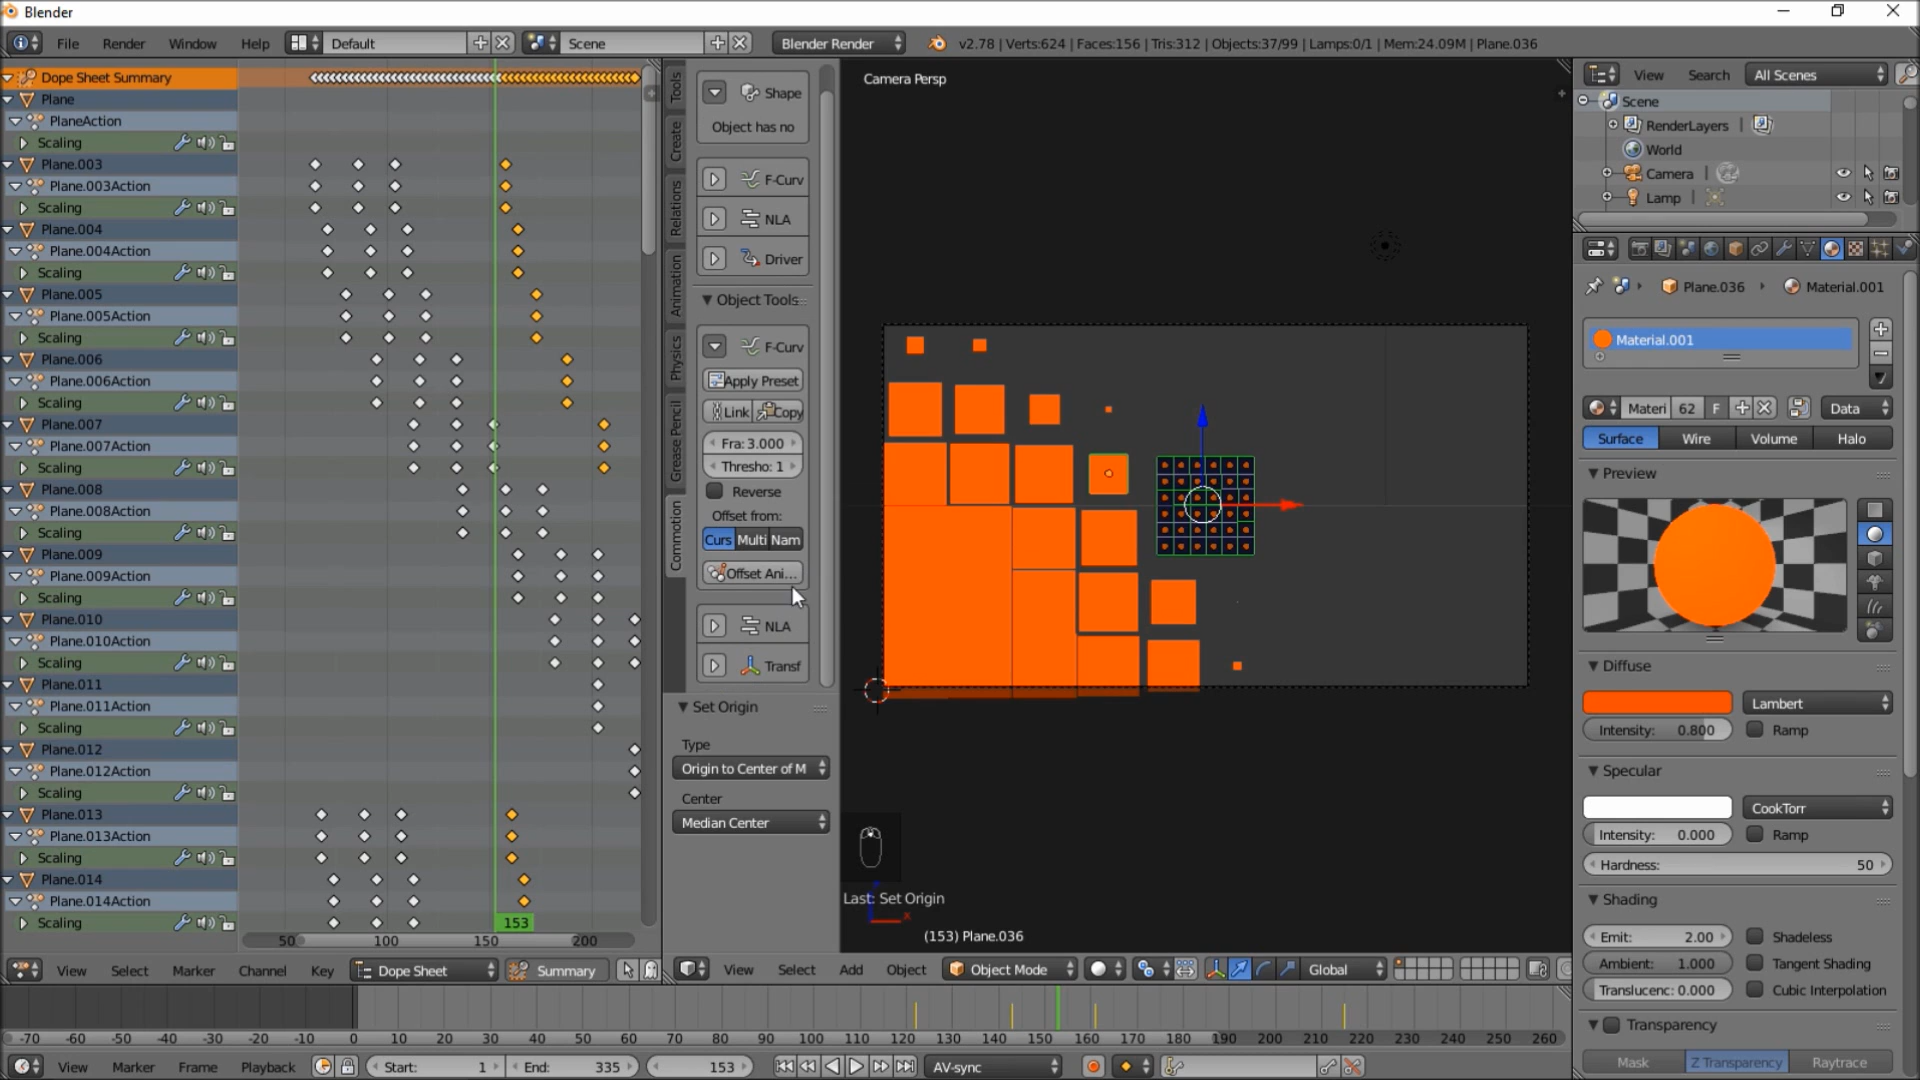 Blender
File Render Window Help Default Scene Blender Render v2.78 | Verts:624 | Faces:156 | Tris:312 | Objects:37/99 | Lamps:0/1 | Mem:24.09M | Plane.036
Dope Sheet Summary
Plane
PlaneAction
Scaling
Plane.003
Plane.003Action
Scaling
Plane.004
Plane.004Action
Scaling
Plane.005
Plane.005Action
Scaling
Plane.006
Plane.006Action
Scaling
Plane.007
Plane.007Action
Scaling
Plane.008
Plane.008Action
Scaling
Plane.009
Plane.009Action
Scaling
Plane.010
Plane.010Action
Scaling
Plane.011
Plane.011Action
Scaling
Plane.012
Plane.012Action
Scaling
Plane.013
Plane.013Action
Scaling
Plane.014
Plane.014Action
Scaling
153
50 100 150 200
View Select Marker Channel Key Dope Sheet Summary
Tools
Create
Relations
Animation
Physics
Grease Pencil
Commotion
Shape
Object has no
F-Curv
NLA
Driver
Object Tools
F-Curv
Apply Preset
Link Copy
Fra: 3.000
Thresho: 1
Reverse
Offset from:
Curs Multi Nam
Offset Ani...
NLA
Transf
Set Origin
Type
Origin to Center of M
Center
Median Center
Camera Persp
Last: Set Origin
x
(153) Plane.036
View Select Add Object Object Mode Global
View Search All Scenes
Scene
RenderLayers
World
Camera
Lamp
Plane.036 Material.001
Material.001
Materi 62 F Data
Surface Wire Volume Halo
Preview
Diffuse
Lambert
Intensity: 0.800 Ramp
Specular
CookTorr
Intensity: 0.000 Ramp
Hardness: 50
Shading
Emit: 2.00 Shadeless
Ambient: 1.000 Tangent Shading
Translucenc: 0.000 Cubic Interpolation
Transparency
Mask Z Transparency Raytrace
-70 -60 -50 -40 -30 -20 -10 0 10 20 30 40 50 60 70 80 90 100 110 120 130 140 150 160 170 180 190 200 210 220 230 240 250 260
View Marker Frame Playback Start: 1 End: 335 153 AV-sync